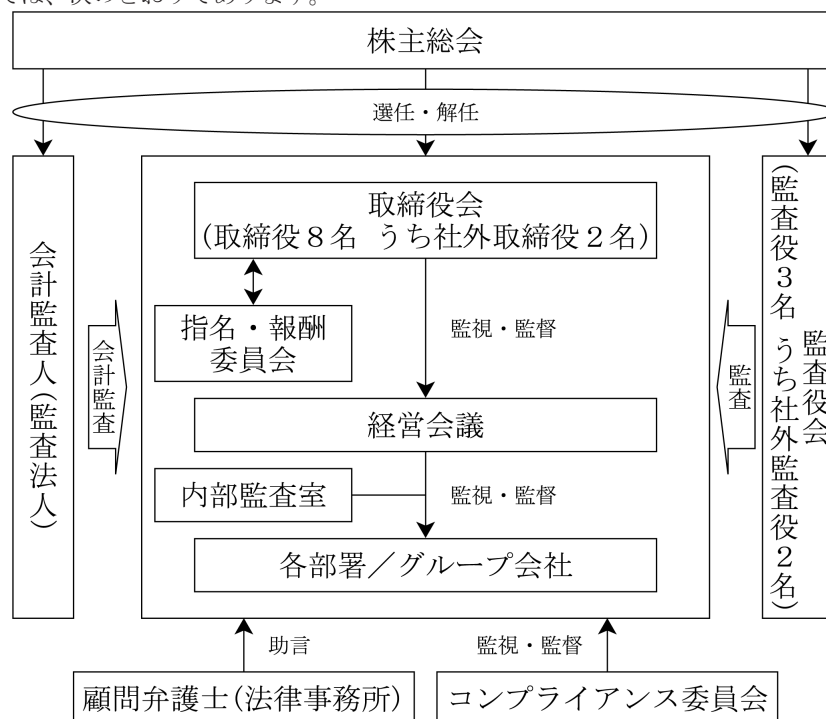 では、次のとおりであります。
株主総会
選任・解任
取締役会
(取締役8名 うち社外取締役2名)
指名・報酬
委員会
監視・監督
会計監査人(監査法人)
会計監査
監査
監査役会
(監査役3名 うち社外監査役2名)
経営会議
内部監査室
監視・監督
各部署/グループ会社
助言
監視・監督
顧問弁護士(法律事務所)
コンプライアンス委員会